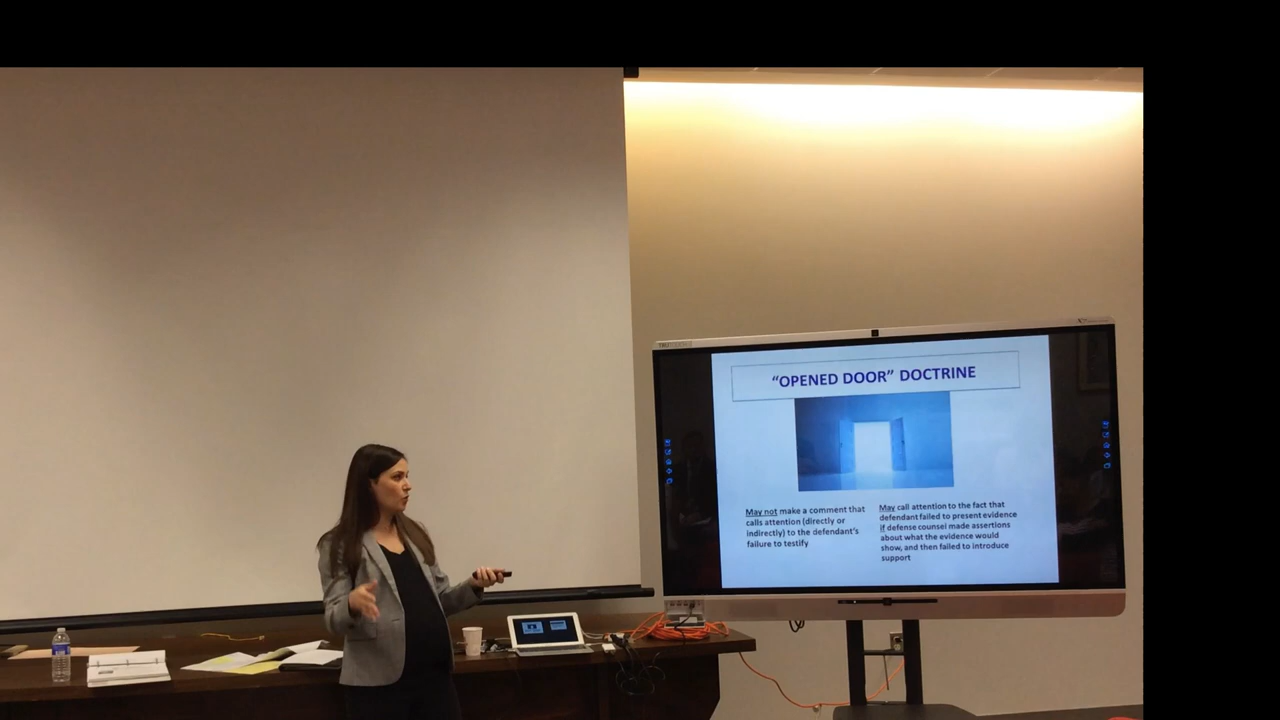 “OPENED DOOR” DOCTRINE
May not make a comment that
calls attention (directly or
indirectly) to the defendant’s
failure to testify
May call attention to the fact that
defendant failed to present evidence
if defense counsel made assertions
about what the evidence would
show, and then failed to introduce
support